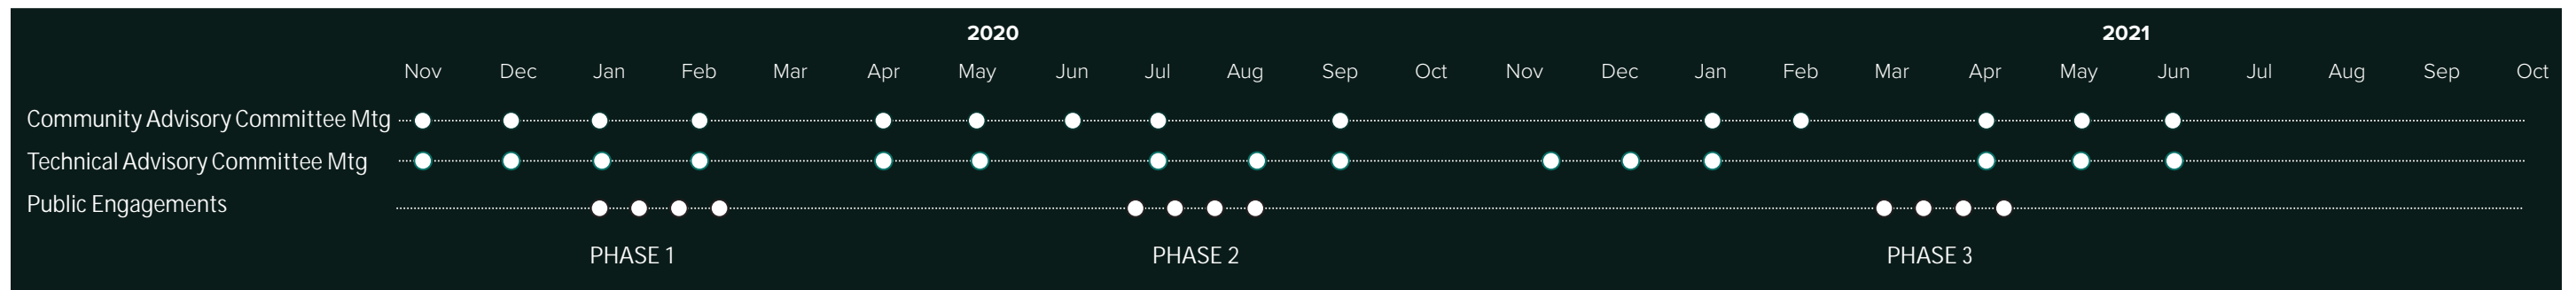 2020 2021
Nov Dec Jan Feb Mar Apr May Jun Jul Aug Sep Oct Nov Dec Jan Feb Mar Apr May Jun Jul Aug Sep Oct
Community Advisory Committee Mtg
Technical Advisory Committee Mtg
Public Engagements
PHASE 1 PHASE 2 PHASE 3